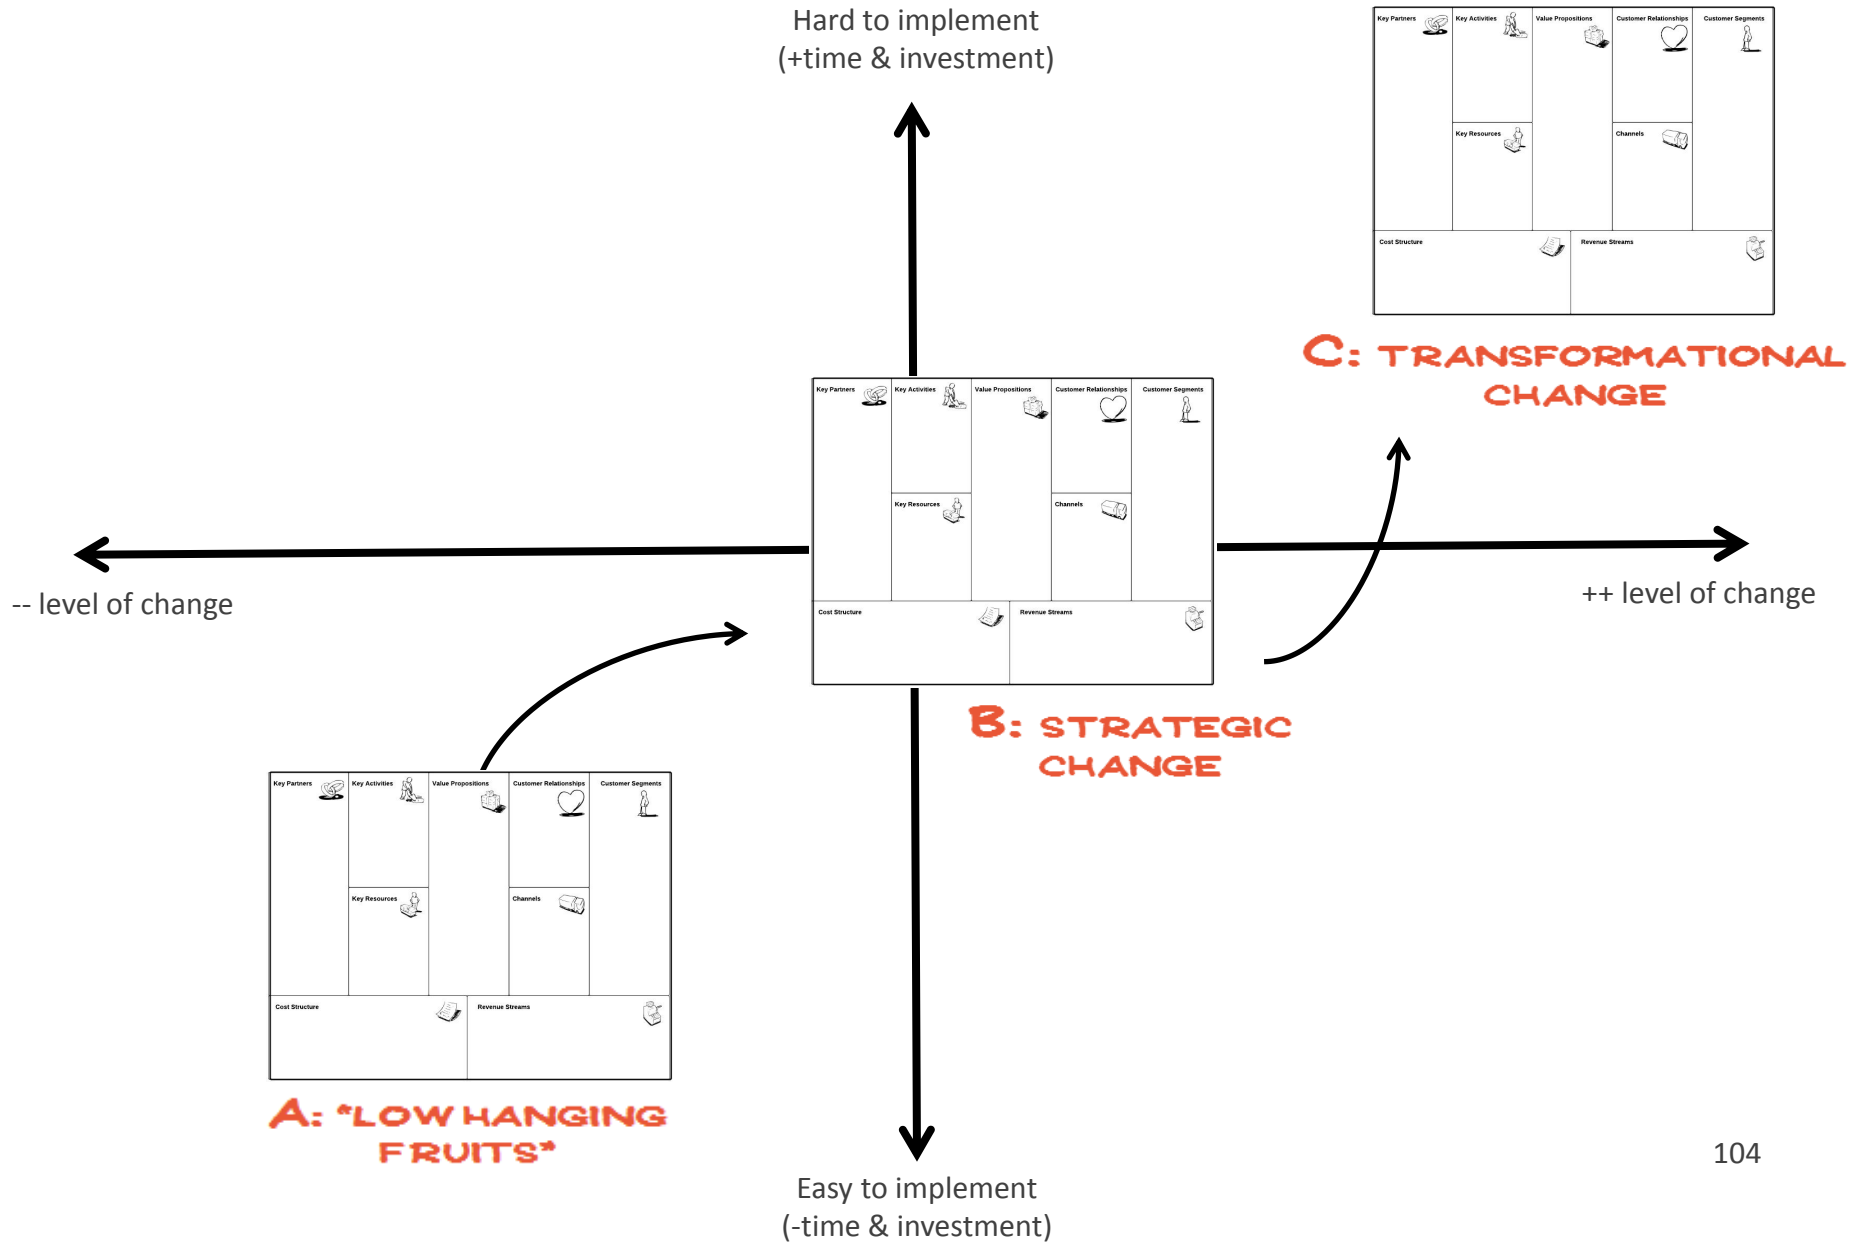 Hard to implement
(+time & investment)
Key Partners
Key Activities
Value Propositions
Customer Relationships
Customer Segments
Key Resources
Channels
Cost Structure
Revenue Streams
C: TRANSFORMATIONAL
CHANGE
Key Partners
Key Activities
Value Propositions
Customer Relationships
Customer Segments
Key Resources
Channels
Cost Structure
Revenue Streams
-- level of change
++ level of change
B: STRATEGIC
CHANGE
Key Partners
Key Activities
Value Propositions
Customer Relationships
Customer Segments
Key Resources
Channels
Cost Structure
Revenue Streams
A: "LOW HANGING
FRUITS"
104
Easy to implement
(-time & investment)